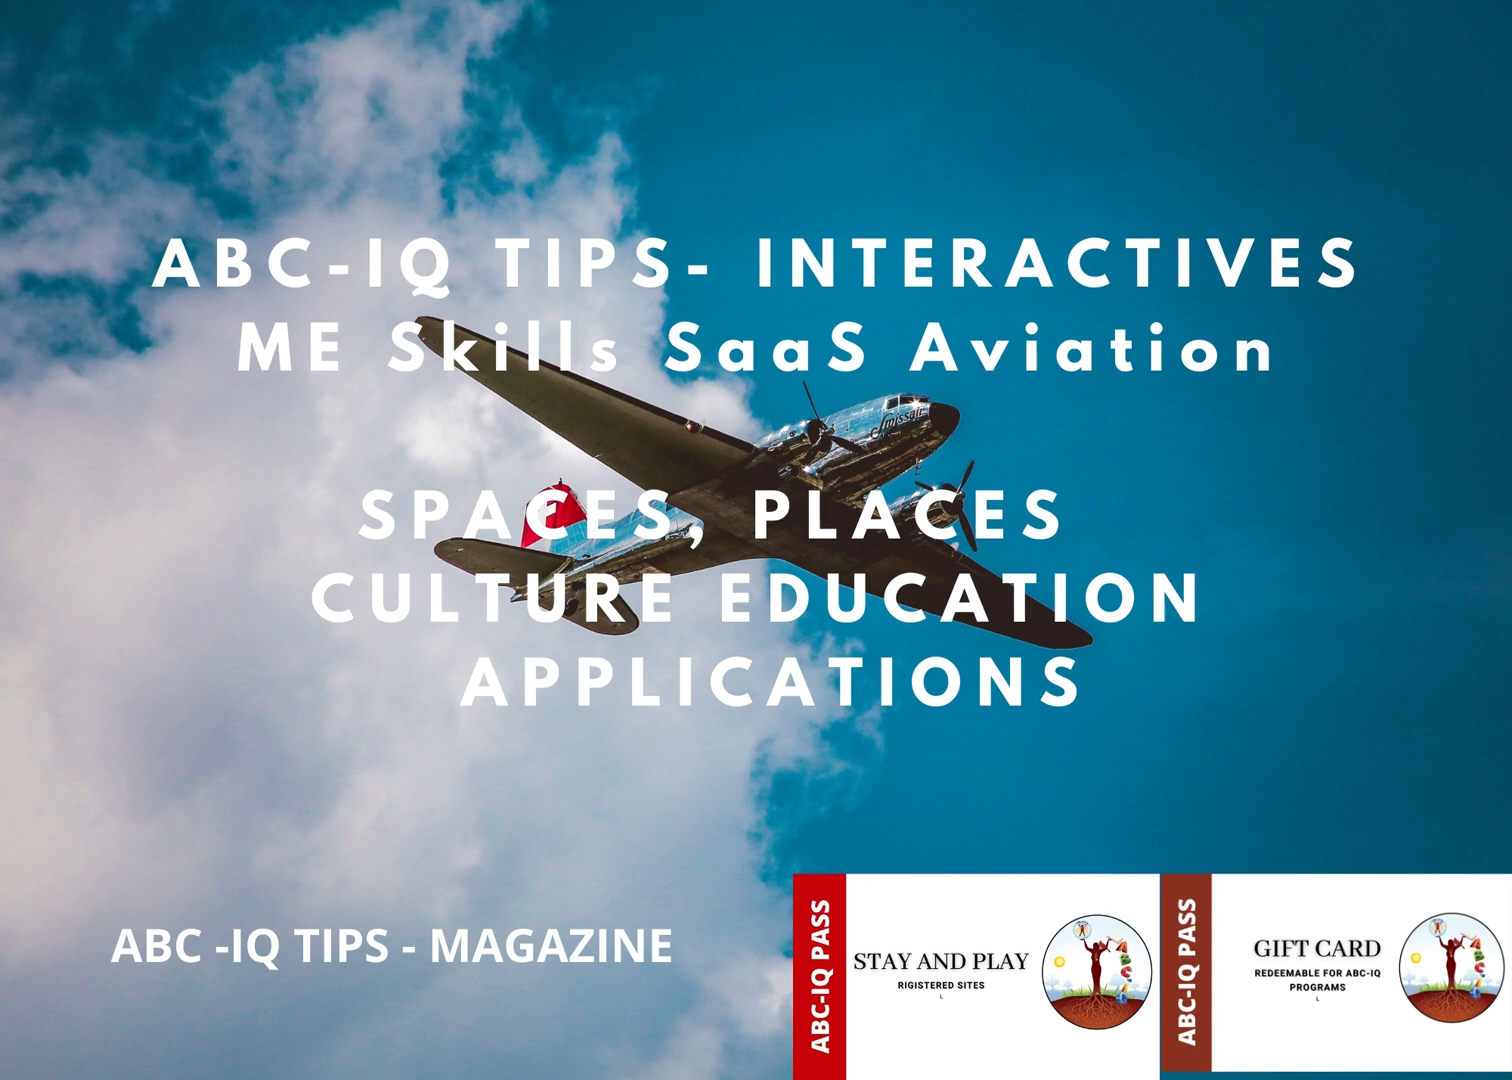 ABC-IQ TIPS- INTERACTIVES
ME Skills SaaS Aviation
Swissair
SPACES, PLACES
CULTURE EDUCATION
APPLICATIONS
ABC -IQ TIPS - MAGAZINE
ABC-IQ PASS
STAY AND PLAY
RIGISTERED SITES
L
ABC-IQ PASS
GIFT CARD
REDEEMABLE FOR ABC-IQ
PROGRAMS
L